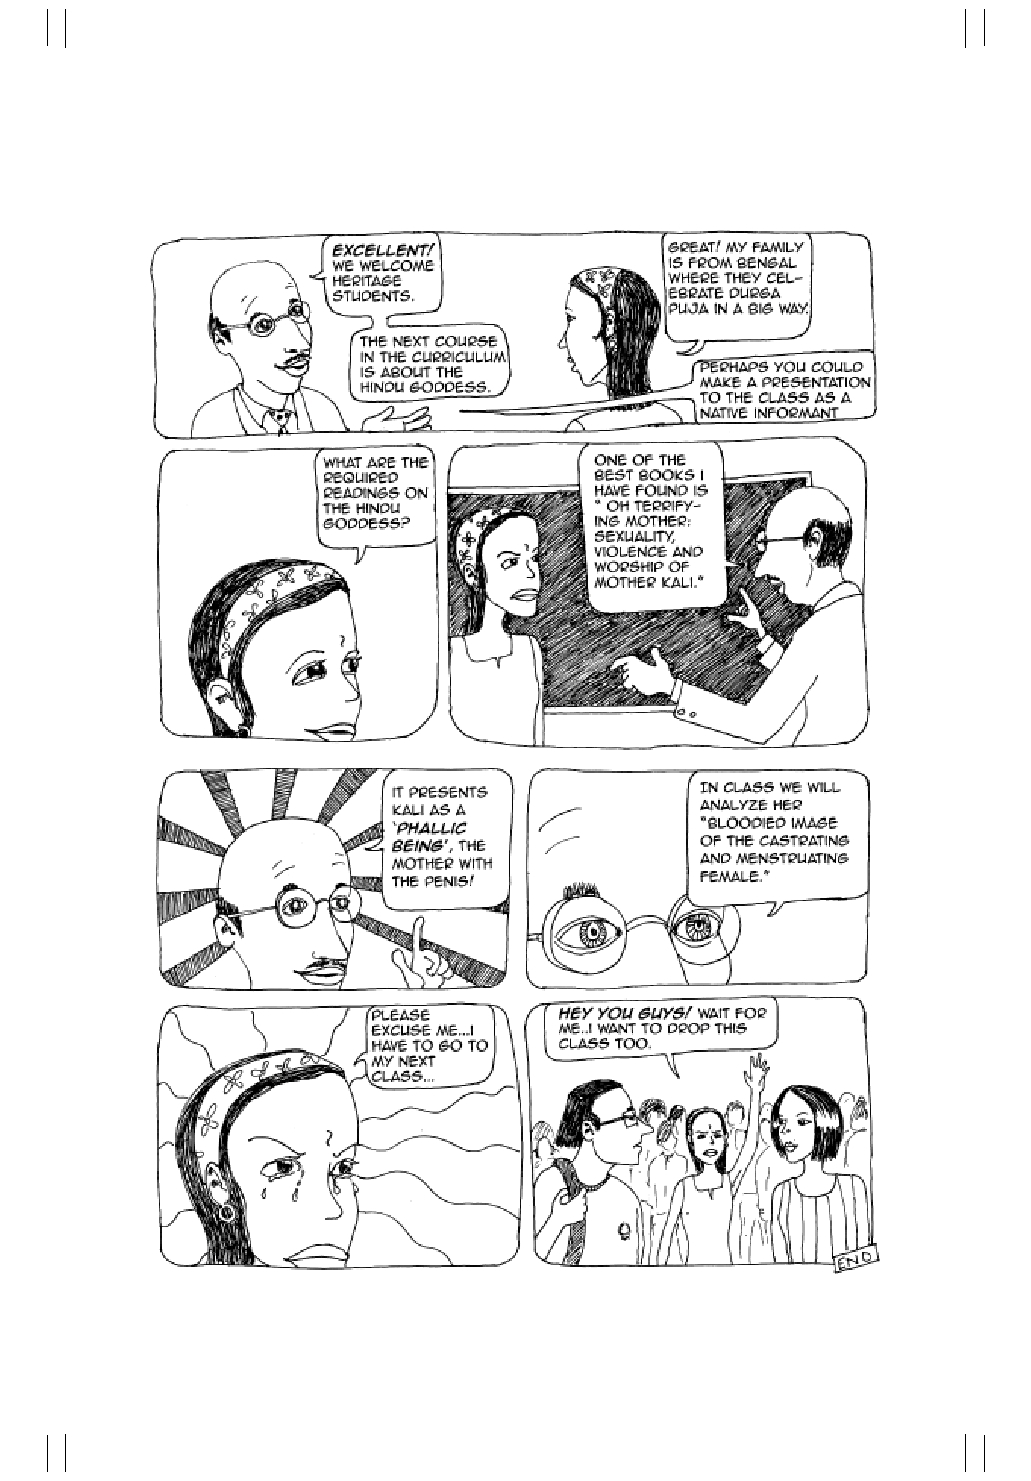 EXCELLENT!
WE WELCOME
HERITAGE
STUDENTS.
THE NEXT COURSE
IN THE CURRICULUM
IS ABOUT THE
HINDU GODDESS.
GREAT! MY FAMILY
IS FROM BENGAL
WHERE THEY CEL-
EBRATE DURGA
PUJA IN A BIG WAY.
PERHAPS YOU COULD
MAKE A PRESENTATION
TO THE CLASS AS A
NATIVE INFORMANT
WHAT ARE THE
REQUIRED
READINGS ON
THE HINDU
GODDESS?
ONE OF THE
BEST BOOKS I
HAVE FOUND IS
" OH TERRIFY-
ING MOTHER:
SEXUALITY,
VIOLENCE AND
WORSHIP OF
MOTHER KALI."
IT PRESENTS
KALI AS A
'PHALLIC
BEING', THE
MOTHER WITH
THE PENIS!
IN CLASS WE WILL
ANALYZE HER
"BLOODIED IMAGE
OF THE CASTRATING
AND MENSTRUATING
FEMALE."
PLEASE
EXCUSE ME...I
HAVE TO GO TO
MY NEXT
CLASS...
HEY YOU GUYS! WAIT FOR
ME..I WANT TO DROP THIS
CLASS TOO.
END